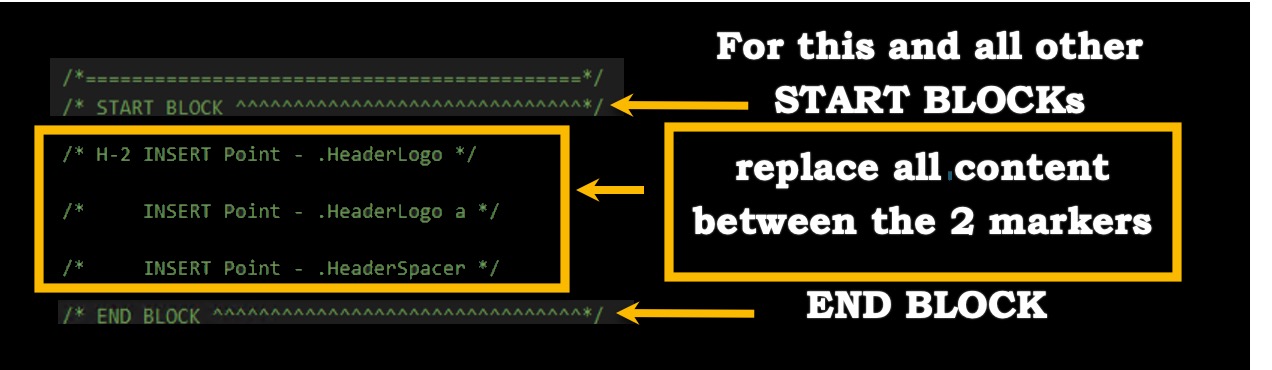 /*===========================================*/
/* START BLOCK ^^^^^^^^^^^^^^^^^^^^^^^^^^^^^^*/
/* H-2 INSERT Point - .HeaderLogo */
/*     INSERT Point - .HeaderLogo a */
/*     INSERT Point - .HeaderSpacer */
/* END BLOCK ^^^^^^^^^^^^^^^^^^^^^^^^^^^^^^^^*/
For this and all other
START BLOCKs
replace all content
between the 2 markers
END BLOCK